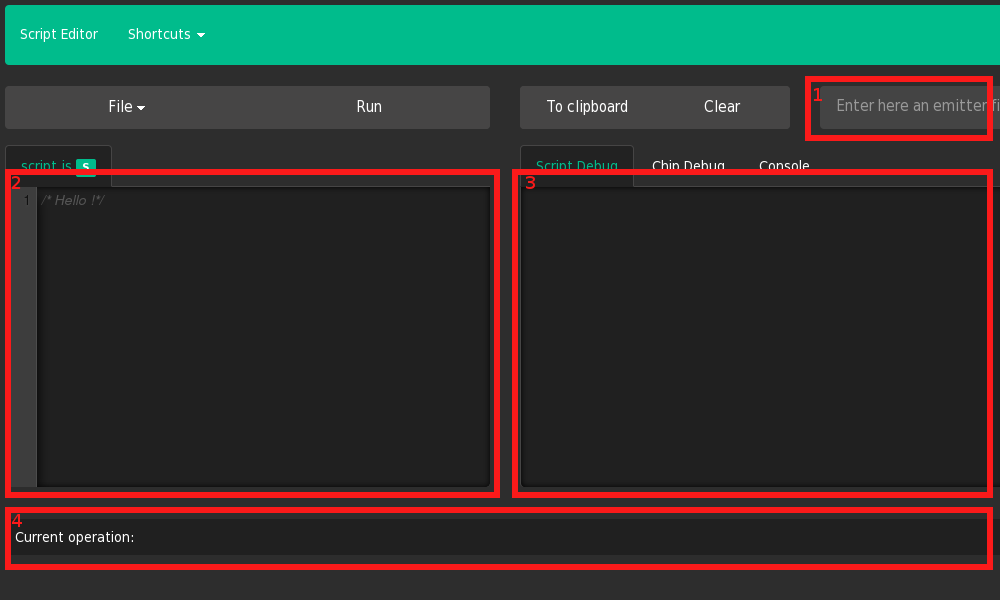 Script Editor Shortcuts
File Run To clipboard Clear 1 Enter here an emitter fi
script.js S Script Debug Chip Debug Console
2 3
1 /* Hello !*/
4
Current operation: